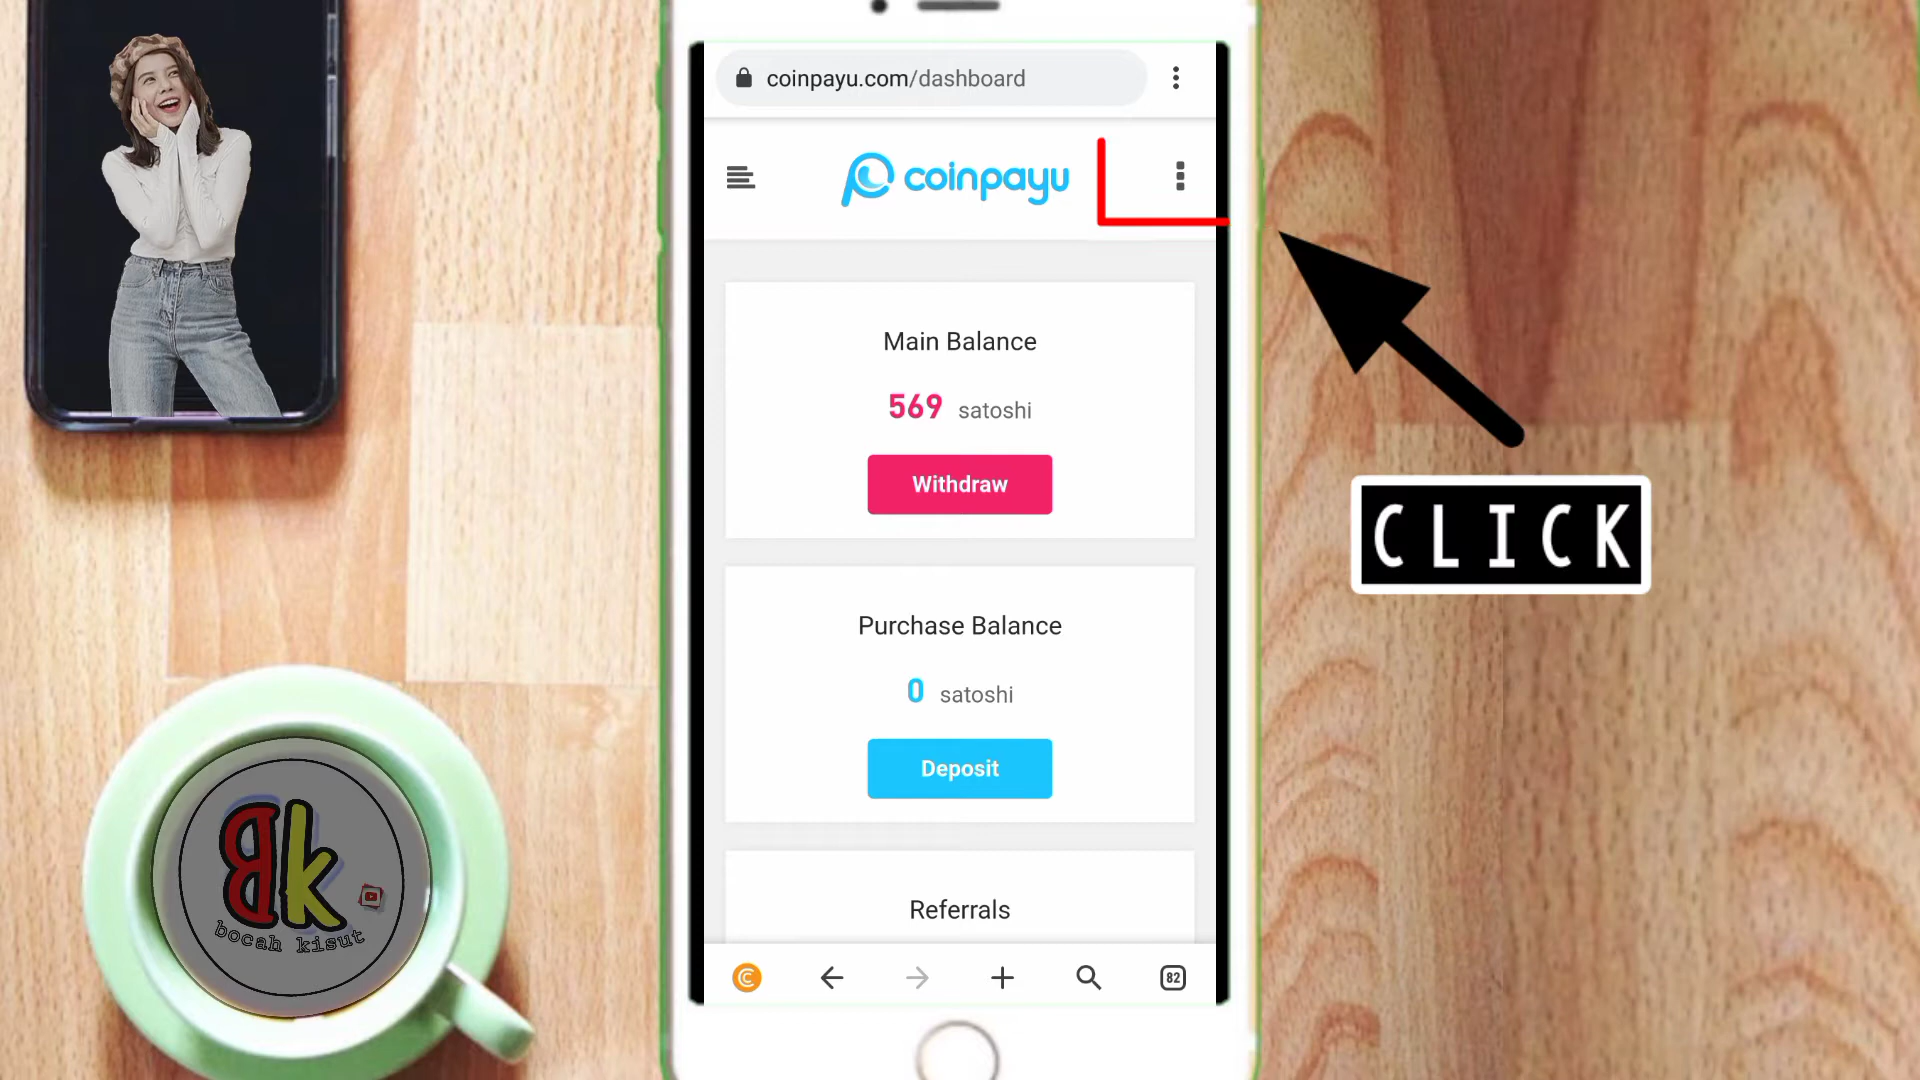 coinpayu.com/dashboard
coinpayu
Main Balance
569 satoshi
Withdraw
Purchase Balance
0 satoshi
Deposit
Referrals
82
CLICK
Bk
bocah kisut